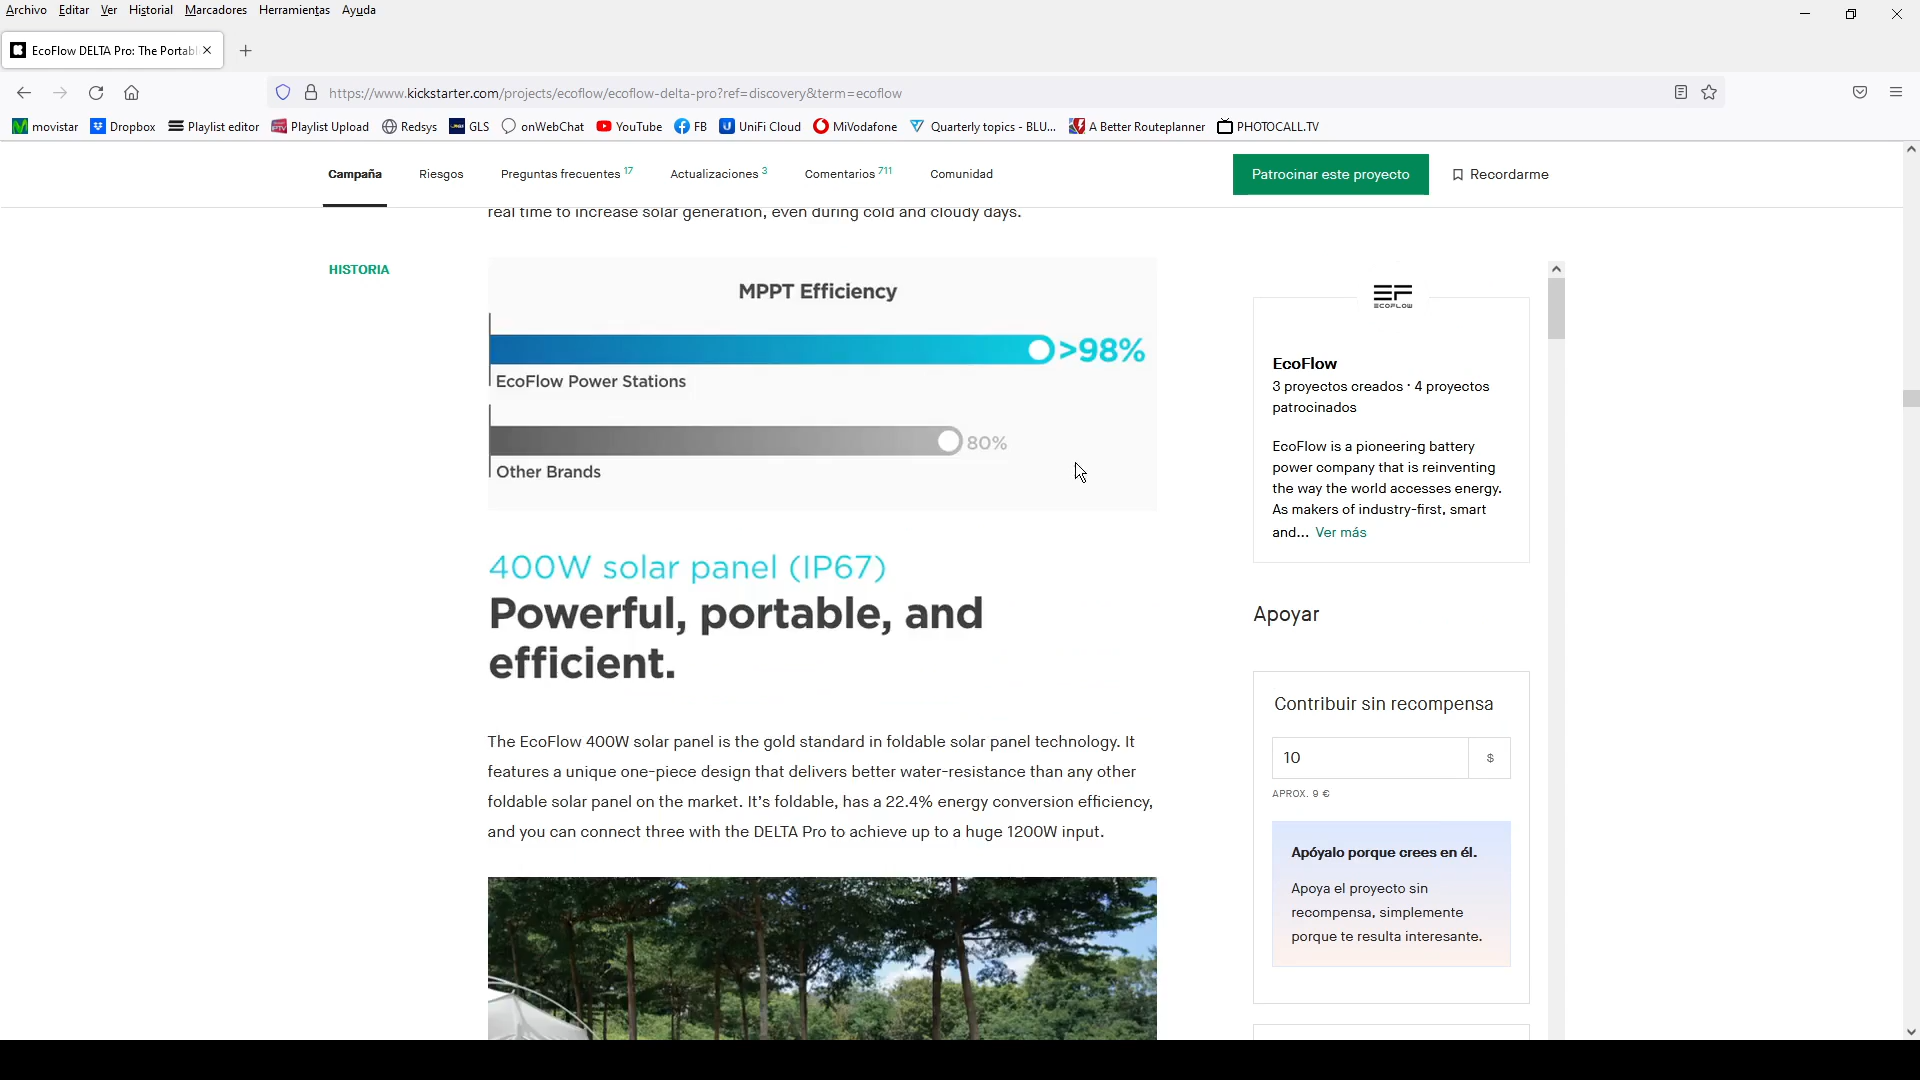 Archivo Editar Ver Historial Marcadores Herramientas Ayuda
EcoFlow DELTA Pro: The Portabl
https://www.kickstarter.com/projects/ecoflow/ecoflow-delta-pro?ref=discovery&term=ecoflow
movistar Dropbox Playlist editor Playlist Upload Redsys GLS onWebChat YouTube FB UniFi Cloud MiVodafone Quarterly topics - BLU... A Better Routeplanner PHOTOCALL.TV
Campaña Riesgos Preguntas frecuentes 17 Actualizaciones 3 Comentarios 711 Comunidad Patrocinar este proyecto Recordarme
real time to increase solar generation, even during cold and cloudy days.
HISTORIA
MPPT Efficiency
>98%
EcoFlow Power Stations
80%
Other Brands
400W solar panel (IP67)
Powerful, portable, and
efficient.
The EcoFlow 400W solar panel is the gold standard in foldable solar panel technology. It
features a unique one-piece design that delivers better water-resistance than any other
foldable solar panel on the market. It’s foldable, has a 22.4% energy conversion efficiency,
and you can connect three with the DELTA Pro to achieve up to a huge 1200W input.
ECOFLOW
EcoFlow
3 proyectos creados · 4 proyectos
patrocinados
EcoFlow is a pioneering battery
power company that is reinventing
the way the world accesses energy.
As makers of industry-first, smart
and... Ver más
Apoyar
Contribuir sin recompensa
10 $
APROX. 9 €
Apóyalo porque crees en él.
Apoya el proyecto sin
recompensa, simplemente
porque te resulta interesante.